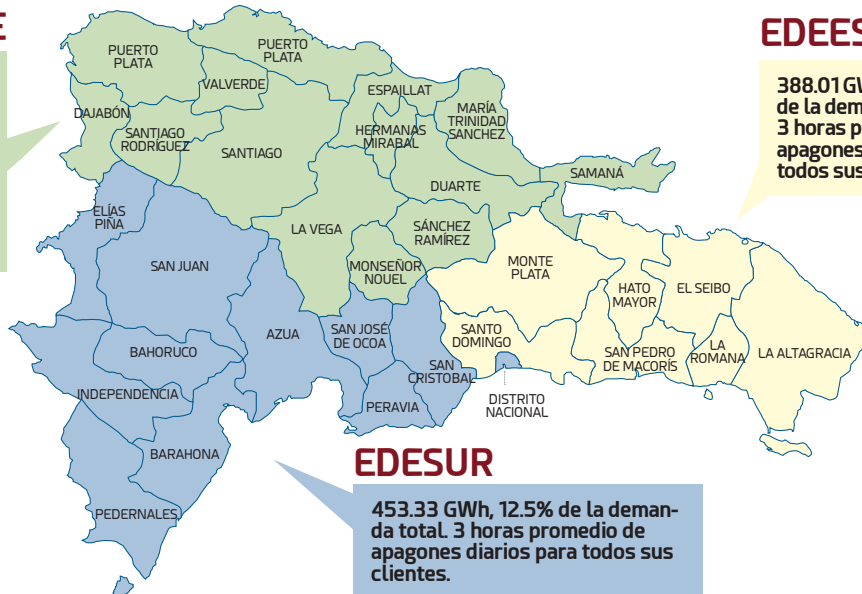 E
EDEES
PUERTO
PLATA
PUERTO
PLATA
VALVERDE
ESPAILLAT
DAJABÓN
SANTIAGO
RODRÍGUEZ
SANTIAGO
HERMANAS
MIRABAL
MARÍA
TRINIDAD
SANCHEZ
388.01 GW
de la dem
3 horas p
apagones
todos sus
DUARTE
SAMANÁ
ELÍAS
PIÑA
LA VEGA
SÁNCHEZ
RAMÍREZ
SAN JUAN
MONSEÑOR
NOUEL
MONTE
PLATA
HATO
MAYOR
EL SEIBO
AZUA
SAN JOSÉ
DE OCOA
SANTO
DOMINGO
BAHORUCO
SAN
CRISTOBAL
SAN PEDRO
DE MACORÍS
LA
ROMANA
LA ALTAGRACIA
INDEPENDENCIA
PERAVIA
DISTRITO
NACIONAL
BARAHONA
PEDERNALES
EDESUR
453.33 GWh, 12.5% de la deman-
da total. 3 horas promedio de
apagones diarios para todos sus
clientes.